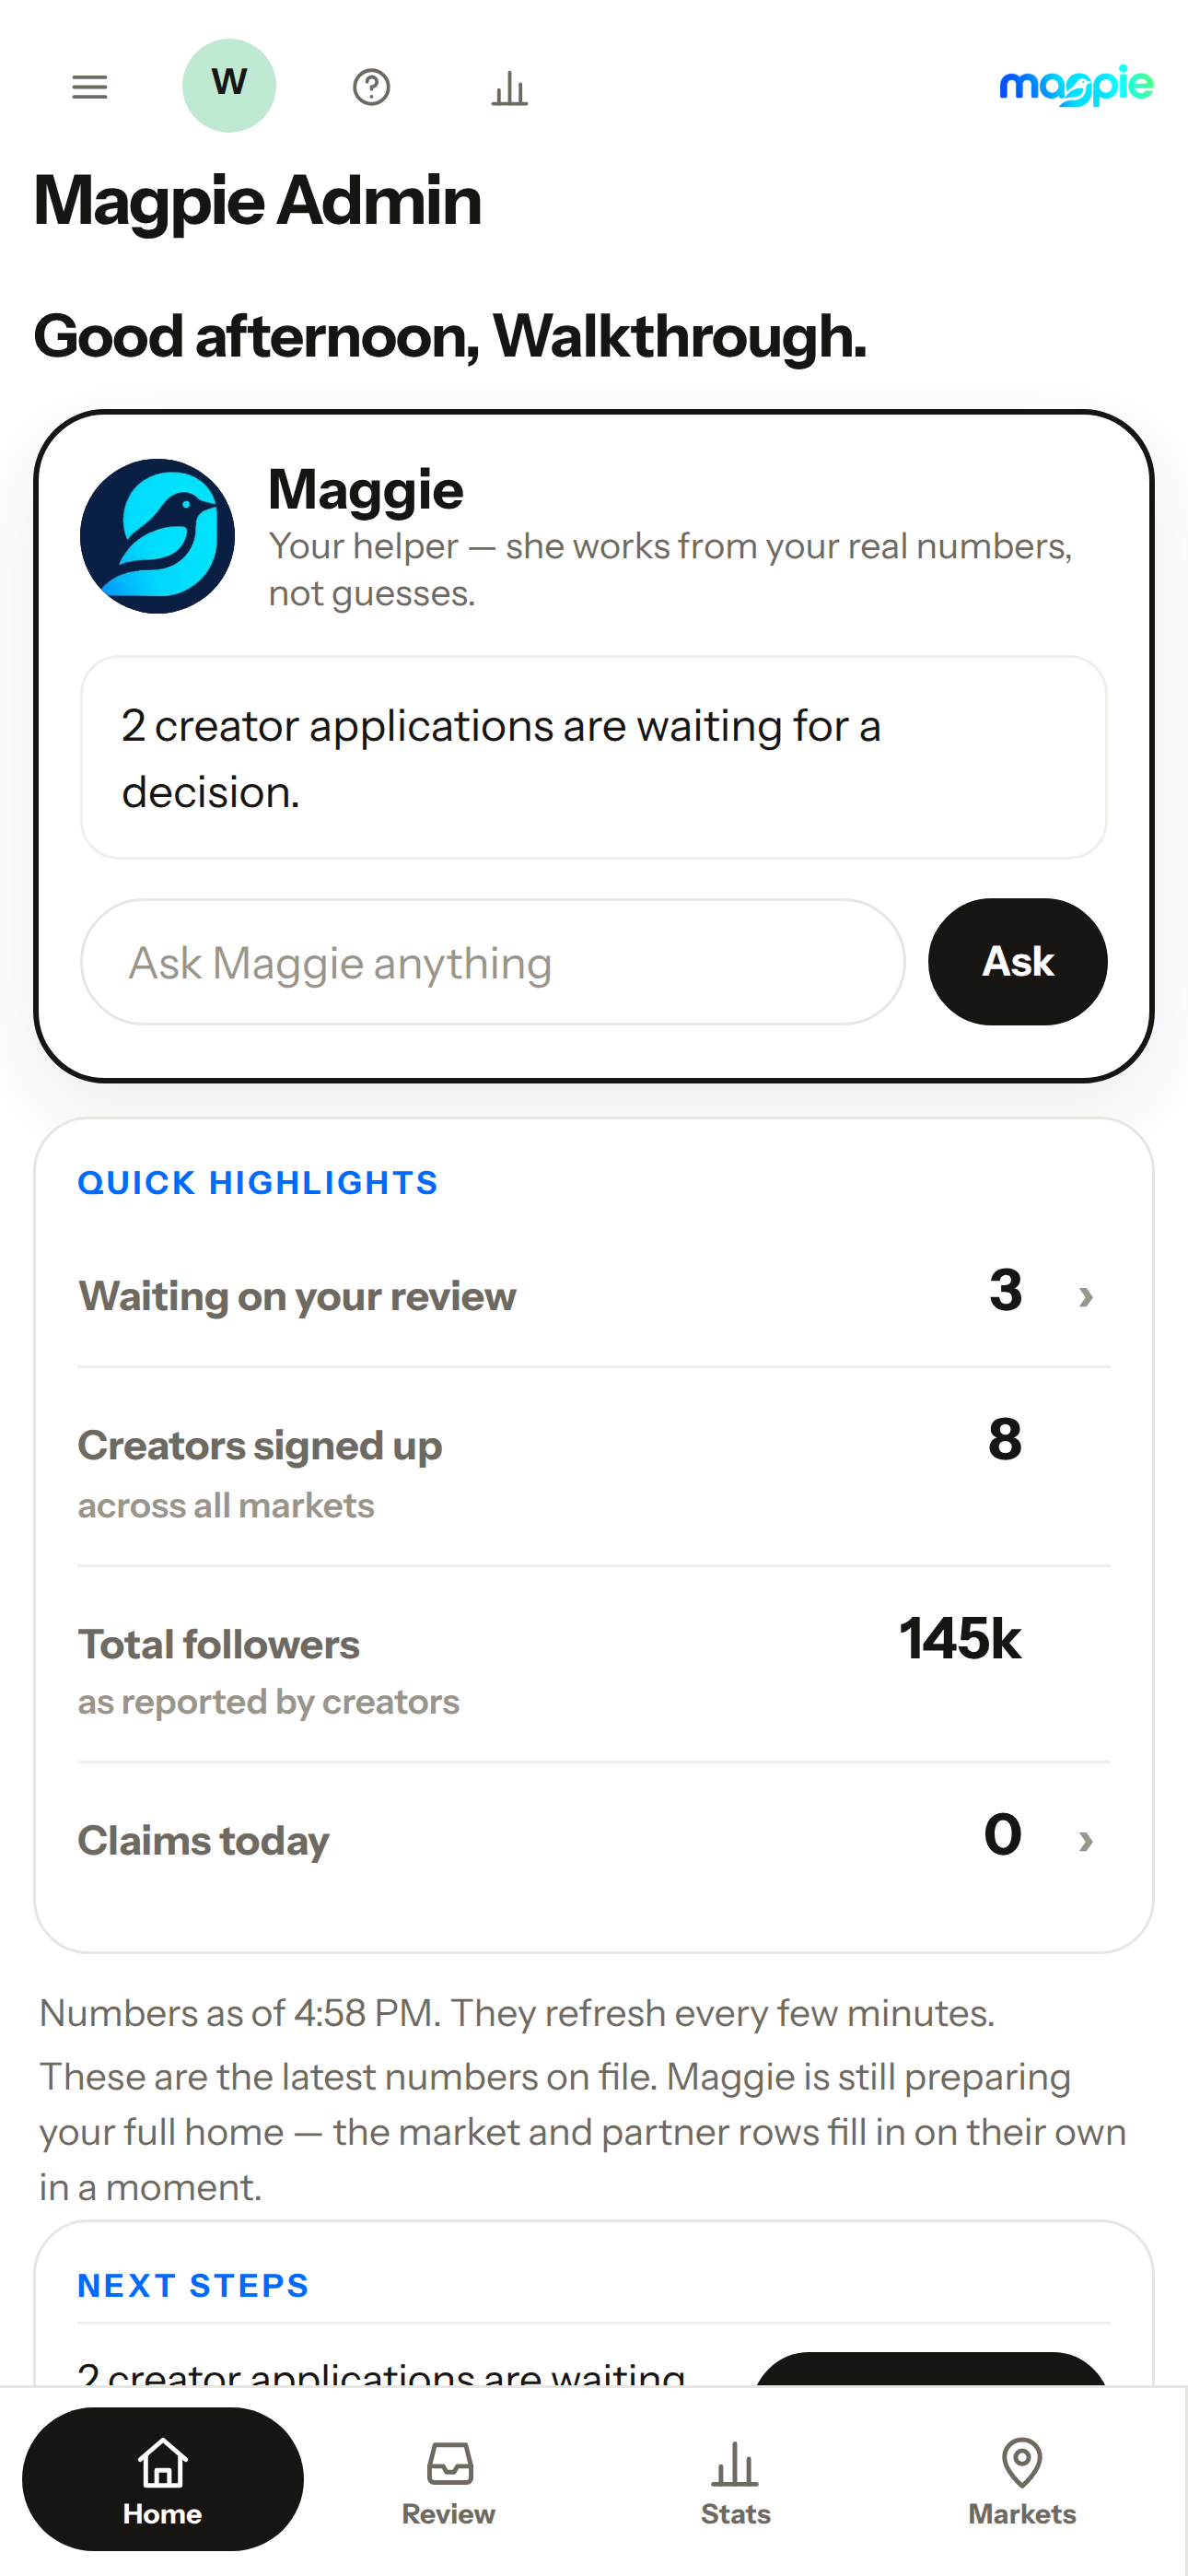 W
magpie
Magpie Admin
Good afternoon, Walkthrough.
Maggie
Your helper — she works from your real numbers,
not guesses.
2 creator applications are waiting for a
decision.
Ask Maggie anything
Ask
QUICK HIGHLIGHTS
Waiting on your review
3
Creators signed up
8
across all markets
Total followers
145k
as reported by creators
Claims today
0
Numbers as of 4:58 PM. They refresh every few minutes.
These are the latest numbers on file. Maggie is still preparing
your full home — the market and partner rows fill in on their own
in a moment.
NEXT STEPS
2 creator applications are waiting
Home
Review
Stats
Markets